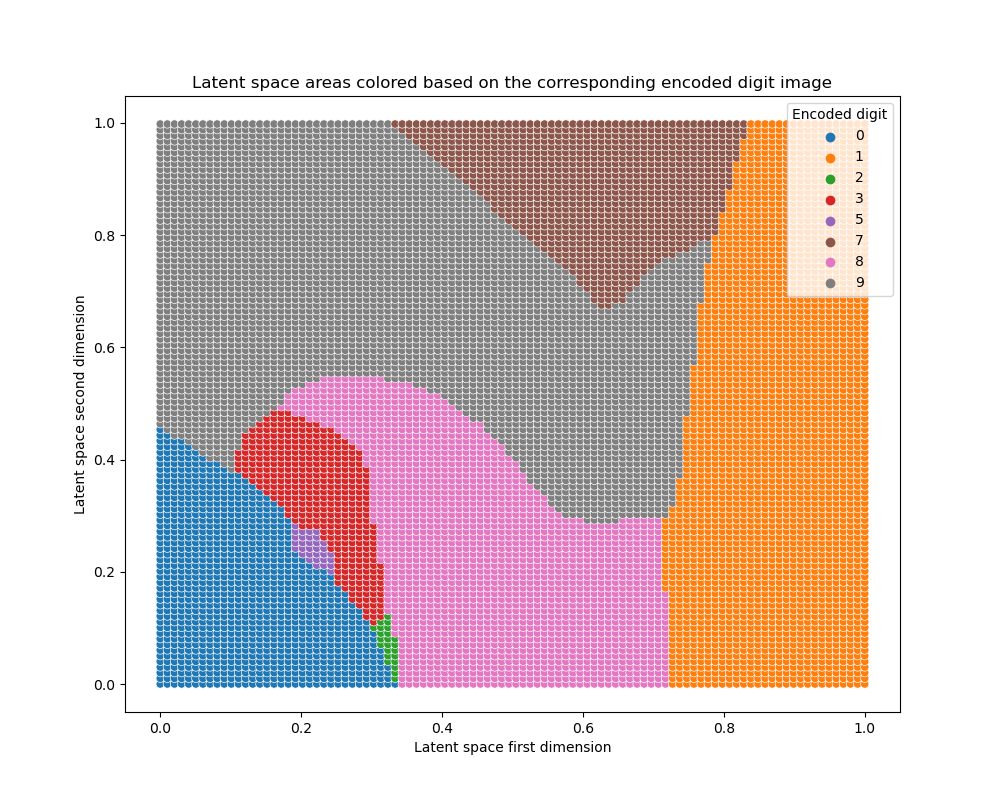 Latent space areas colored based on the corresponding encoded digit image
Encoded digit
0
1
2
3
5
7
8
9
1.0
0.8
0.6
0.4
0.2
0.0
Latent space second dimension
0.0 0.2 0.4 0.6 0.8 1.0
Latent space first dimension